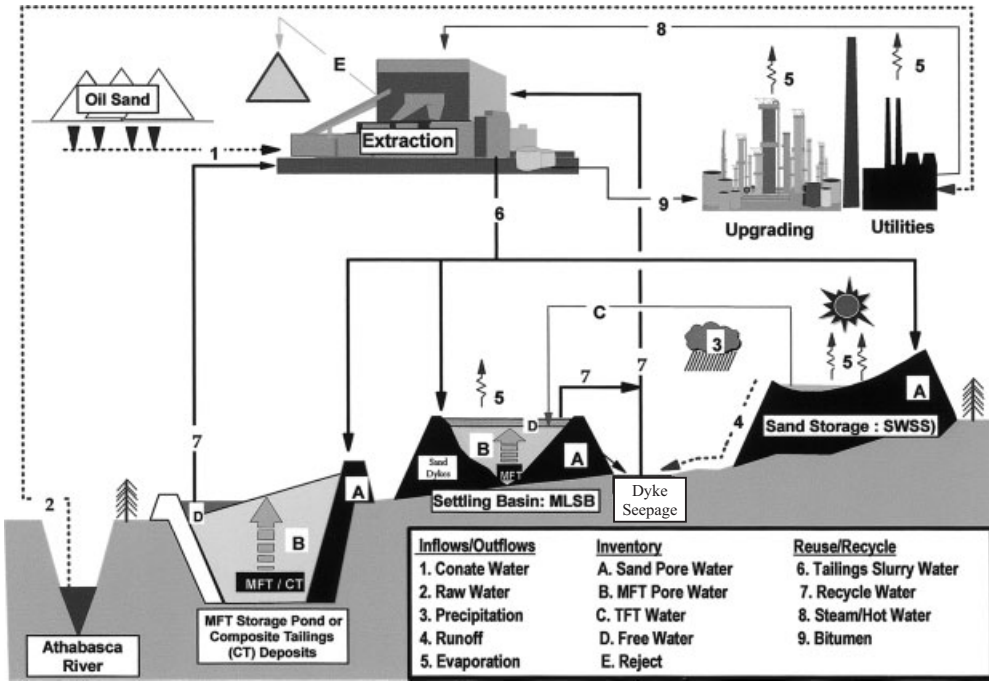 8
E
5
5
Oil Sand
Extraction
1
9
6
Upgrading
Utilities
C
3
7
5
7
5
A
D
4
Sand Storage : SWSS)
7
B
Sand
Dykes
A
MFT
A
Settling Basin: MLSB
Dyke
Seepage
2
D
B
MFT / CT
MFT Storage Pond or
Composite Tailings
(CT) Deposits
Athabasca
River
Inflows/Outflows
1. Conate Water
2. Raw Water
3. Precipitation
4. Runoff
5. Evaporation
Inventory
A. Sand Pore Water
B. MFT Pore Water
C. TFT Water
D. Free Water
E. Reject
Reuse/Recycle
6. Tailings Slurry Water
7. Recycle Water
8. Steam/Hot Water
9. Bitumen